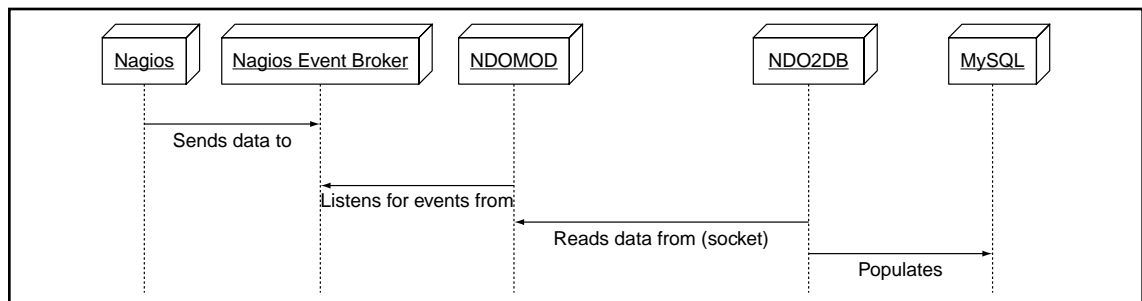 Nagios
Nagios Event Broker
NDOMOD
NDO2DB
MySQL
Sends data to
Listens for events from
Reads data from (socket)
Populates